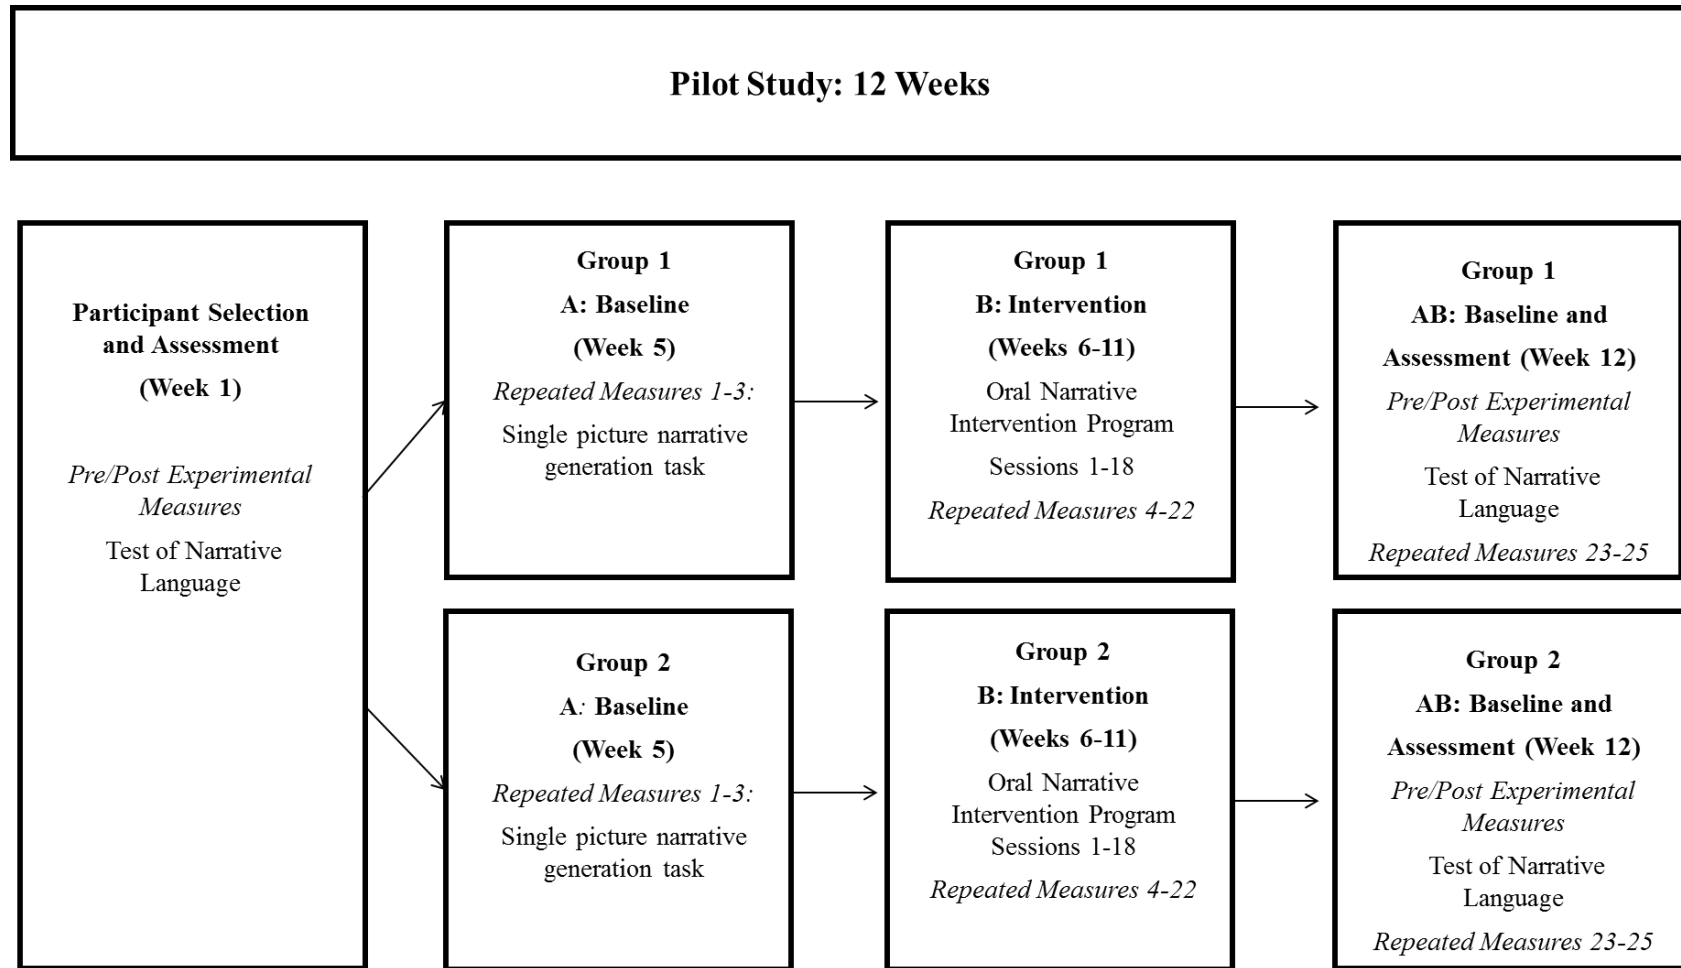 Pilot Study: 12 Weeks
Participant Selection
and Assessment
(Week 1)
Pre/Post Experimental
Measures
Test of Narrative
Language
Group 1
A: Baseline
(Week 5)
Repeated Measures 1-3:
Single picture narrative
generation task
Group 1
B: Intervention
(Weeks 6-11)
Oral Narrative
Intervention Program
Sessions 1-18
Repeated Measures 4-22
Group 1
AB: Baseline and
Assessment (Week 12)
Pre/Post Experimental
Measures
Test of Narrative
Language
Repeated Measures 23-25
Group 2
A: Baseline
(Week 5)
Repeated Measures 1-3:
Single picture narrative
generation task
Group 2
B: Intervention
(Weeks 6-11)
Oral Narrative
Intervention Program
Sessions 1-18
Repeated Measures 4-22
Group 2
AB: Baseline and
Assessment (Week 12)
Pre/Post Experimental
Measures
Test of Narrative
Language
Repeated Measures 23-25